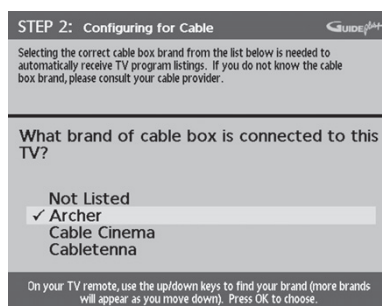 STEP 2: Configuring for Cable
GUIDE plus+
Selecting the correct cable box brand from the list below is needed to
automatically receive TV program listings. If you do not know the cable
box brand, please consult your cable provider.
What brand of cable box is connected to this
TV?
Not Listed
✓ Archer
Cable Cinema
Cabletenna
On your TV remote, use the up/down keys to find your brand (more brands
will appear as you move down). Press OK to choose.